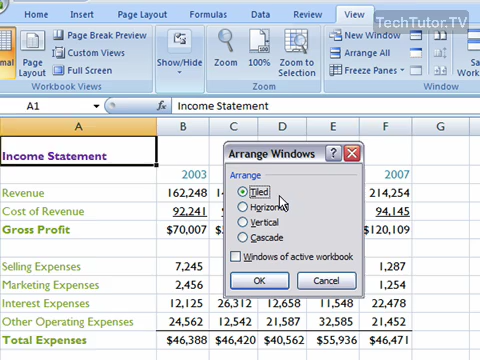 TechTutor.TV
Home Insert Page Layout Formulas Data Review View
Page Layout
Page Break Preview
Custom Views
Full Screen
Workbook Views
Show/Hide
Zoom
100%
Zoom to Selection
Zoom
New Window
Arrange All
Freeze Panes
Window
A1 fx Income Statement
A B C D E F G H
Income Statement
2003 2007
Revenue 162,248 214,254
Cost of Revenue 92,241 94,145
Gross Profit $70,007 $120,109
Selling Expenses 7,245 1,287
Marketing Expenses 2,456 1,254
Interest Expenses 12,125 26,312 12,658 11,548 22,478
Other Operating Expenses 24,562 12,542 21,587 32,585 21,452
Total Expenses $46,388 $46,420 $40,562 $55,936 $46,471
Arrange Windows ?
Arrange
Tiled
Horizontal
Vertical
Cascade
Windows of active workbook
OK Cancel